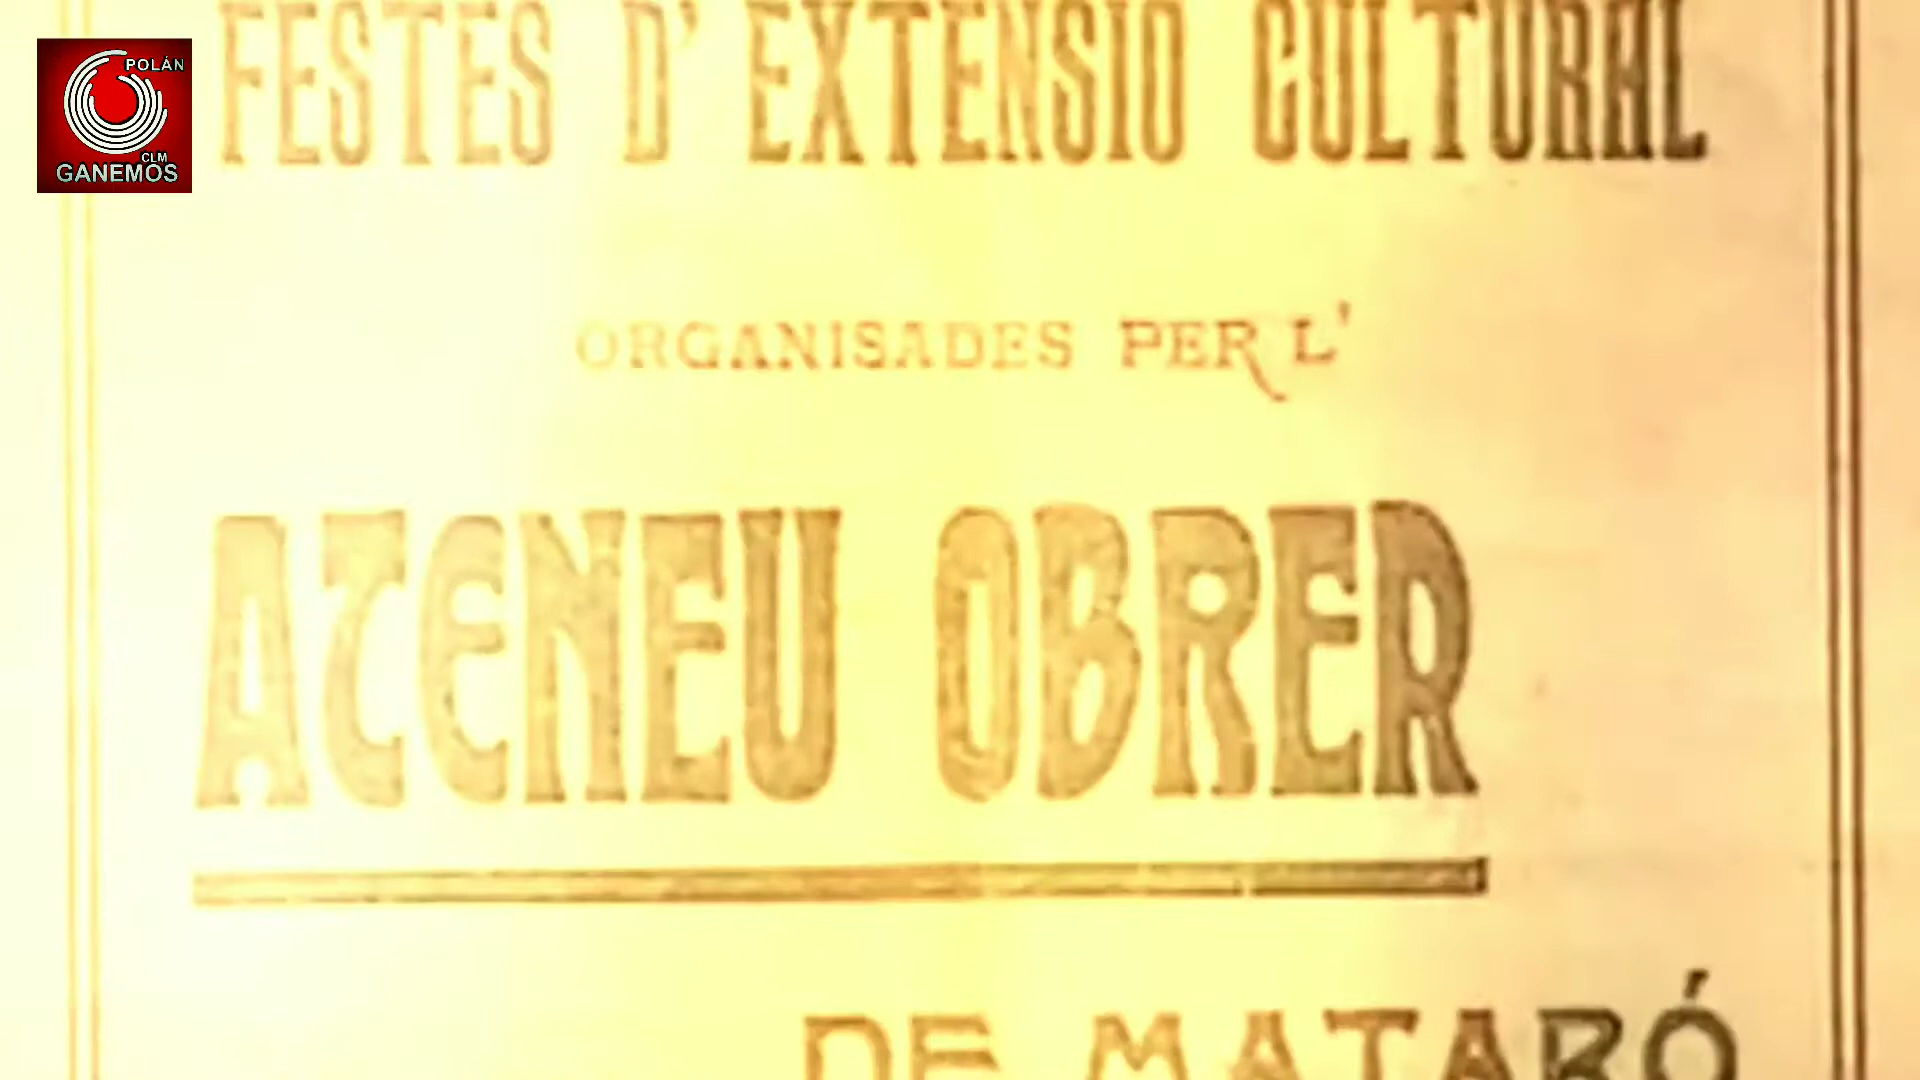 POLÁN
CLM
GANEMOS
FESTES D' EXTENSIO CULTURAL
ORGANISADES PER L'
ATENEU OBRER
DE MATARÓ